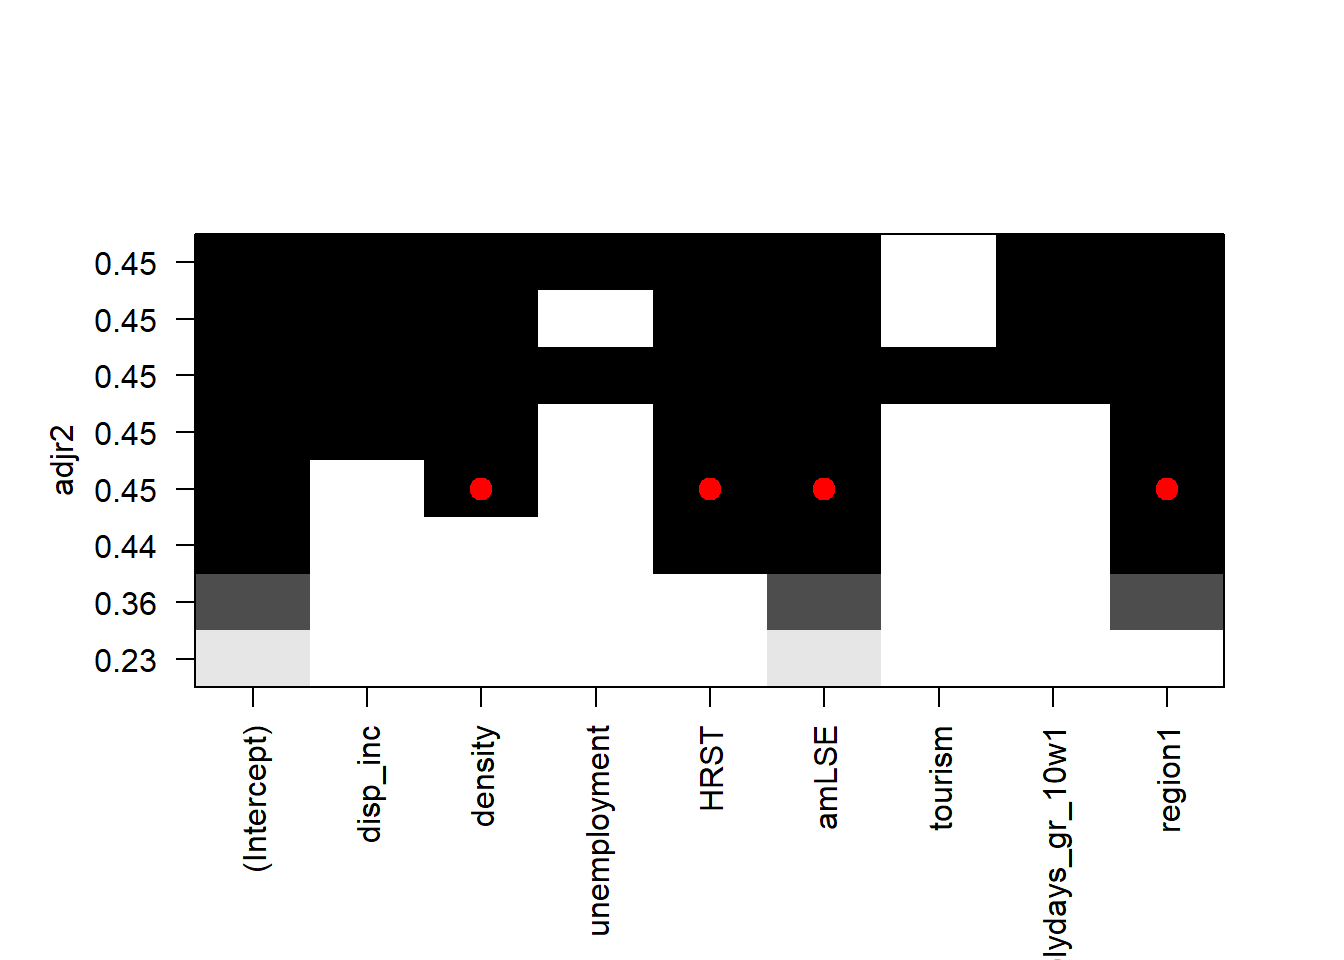 0.45
0.45
0.45
0.45
0.45
0.44
0.36
0.23
adjr2
(Intercept)
disp_inc
density
unemployment
HRST
amLSE
tourism
lydays_gr_10w1
region1